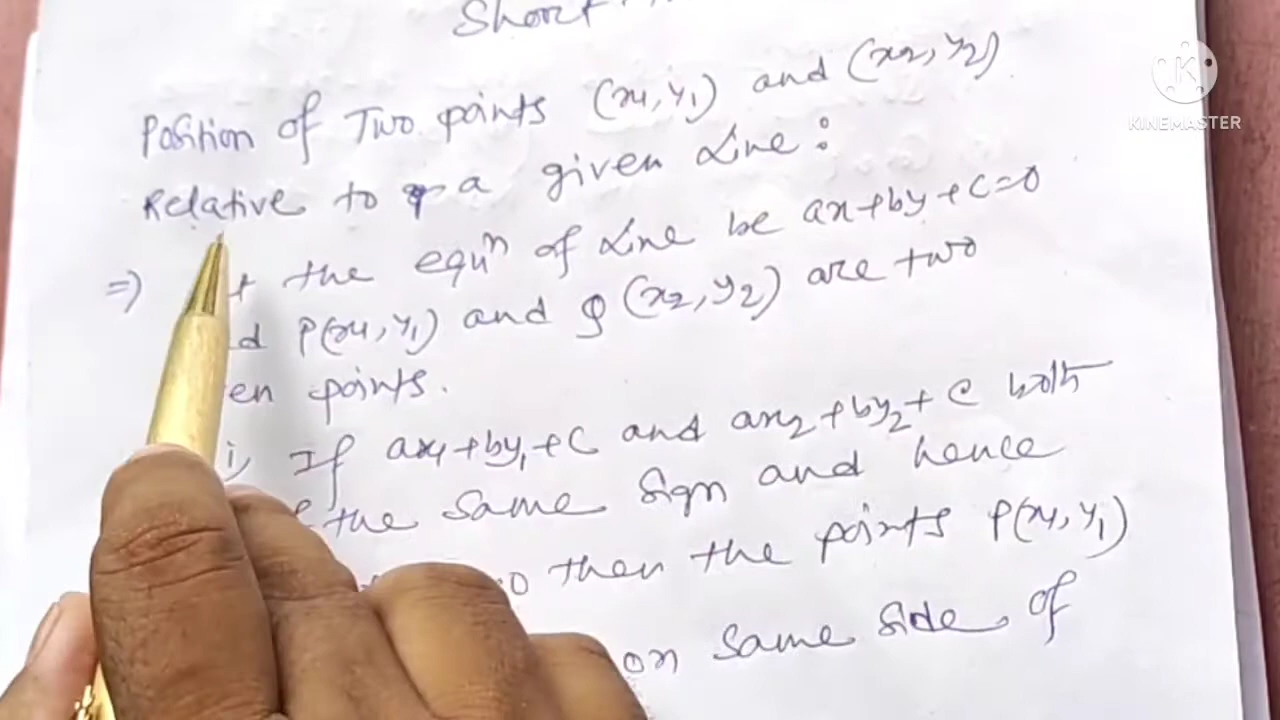 Short
KINEMASTER
Position of Two points (x1, y1) and (x2, y2)
Relative to a given Line:
=) the equn of Line be ax+by+c=0
P(x1, y1) and Q (x2, y2) are two
points.
i, If ax1+by1+c and ax2+by2+c both
the same sign and hence
then the points P(x1, y1)
on same side of